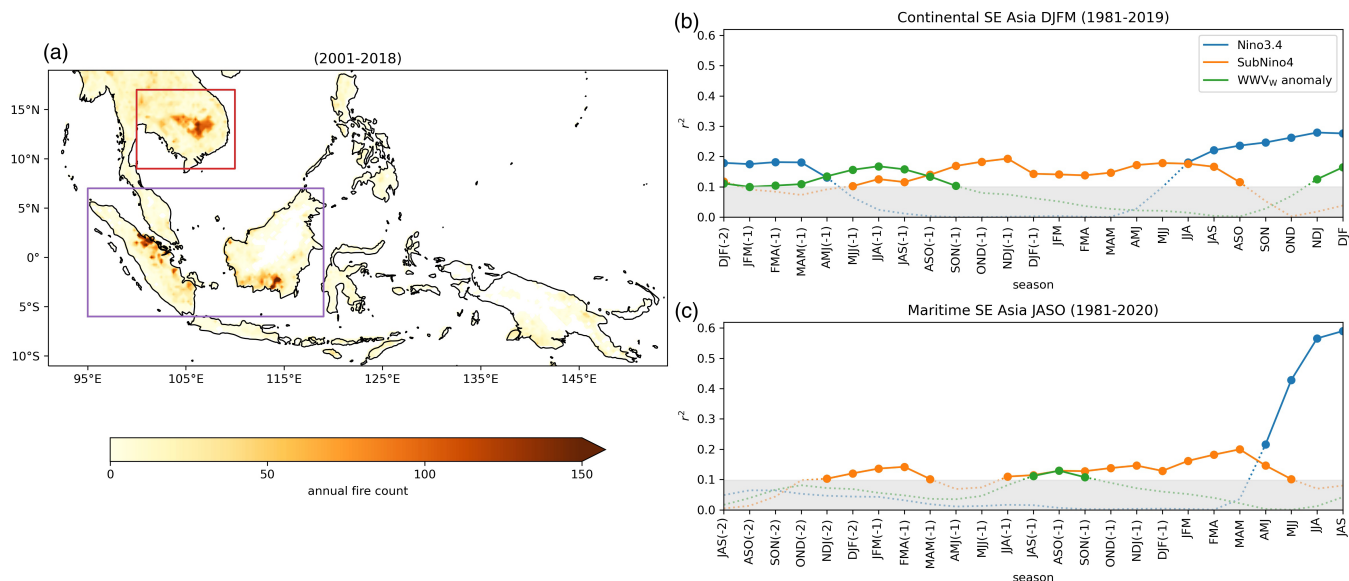 (a)
(2001-2018)
15°N
10°N
5°N
0°
5°S
10°S
95°E 105°E 115°E 125°E 135°E 145°E
0 50 100 150
annual fire count
(b)
Continental SE Asia DJFM (1981-2019)
Nino3.4
SubNino4
WWV_W anomaly
r²
0.6
0.5
0.4
0.3
0.2
0.1
0.0
DJF(-2) JFM(-1) FMA(-1) MAM(-1) AMJ(-1) MJJ(-1) JJA(-1) JAS(-1) ASO(-1) SON(-1) OND(-1) NDJ(-1) DJF(-1) JFM FMA MAM AMJ MJJ JJA JAS ASO SON OND NDJ DJF
season
(c)
Maritime SE Asia JASO (1981-2020)
r²
0.6
0.5
0.4
0.3
0.2
0.1
0.0
JAS(-2) ASO(-2) SON(-2) OND(-2) NDJ(-2) DJF(-2) JFM(-1) FMA(-1) MAM(-1) AMJ(-1) MJJ(-1) JJA(-1) JAS(-1) ASO(-1) SON(-1) OND(-1) NDJ(-1) DJF(-1) JFM FMA MAM AMJ MJJ JJA JAS
season